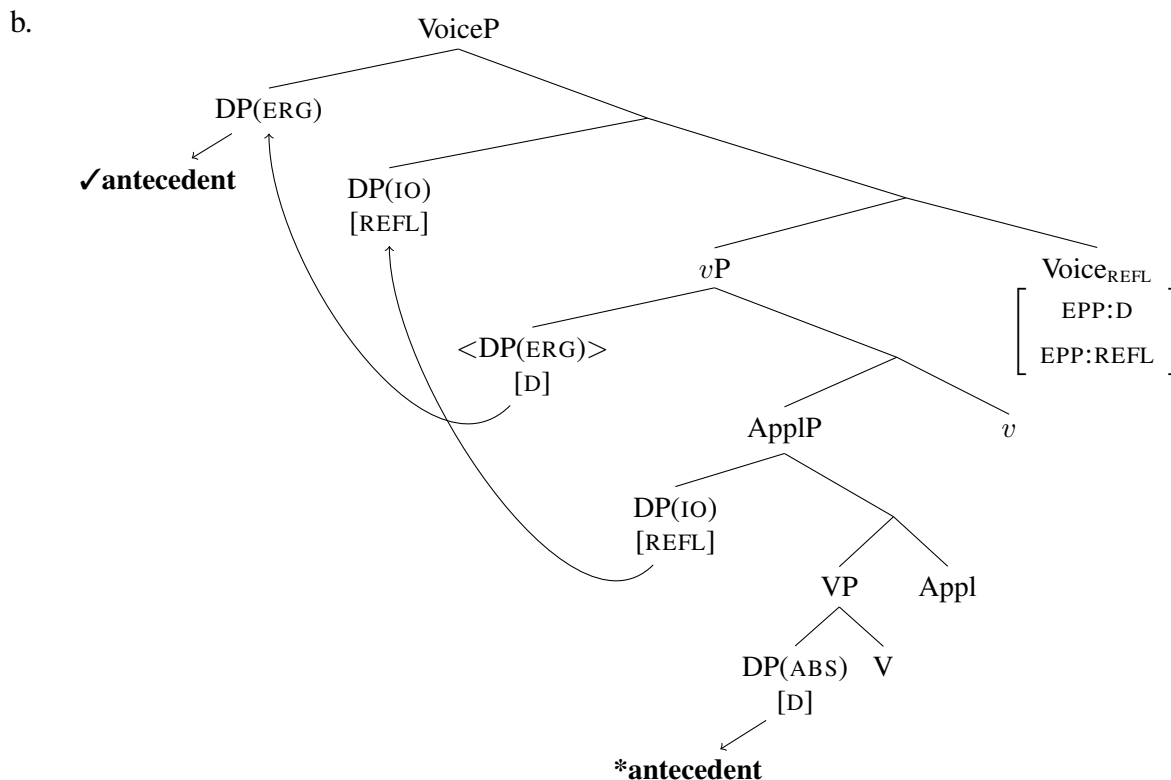 b.
VoiceP
DP(ERG)
✓antecedent
DP(IO)
[REFL]
vP
Voice_REFL
EPP:D
EPP:REFL
<DP(ERG)>
[D]
ApplP
v
DP(IO)
[REFL]
VP
Appl
DP(ABS)
[D]
V
*antecedent